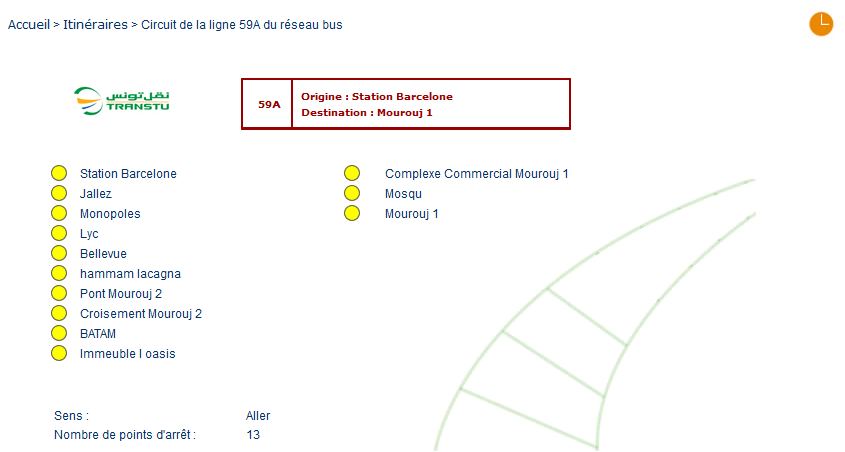 Accueil > Itinéraires > Circuit de la ligne 59A du réseau bus
نقل تونس
TRANSTU
59A
Origine : Station Barcelone
Destination : Mourouj 1
Station Barcelone
Jallez
Monopoles
Lyc
Bellevue
hammam lacagna
Pont Mourouj 2
Croisement Mourouj 2
BATAM
Immeuble l oasis
Complexe Commercial Mourouj 1
Mosqu
Mourouj 1
Sens : Aller
Nombre de points d'arrêt : 13